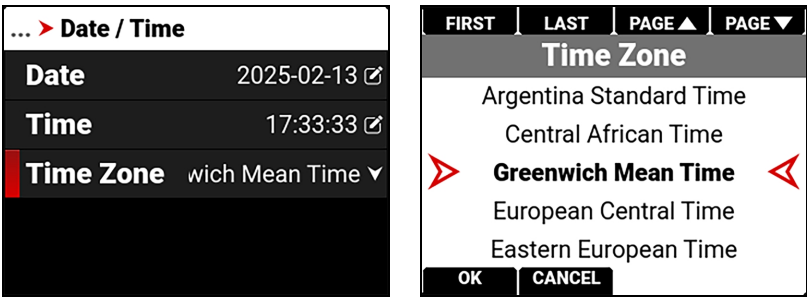 ... > Date / Time
Date 2025-02-13
Time 17:33:33
Time Zone wich Mean Time
FIRST LAST PAGE▲ PAGE▼
Time Zone
Argentina Standard Time
Central African Time
Greenwich Mean Time
European Central Time
Eastern European Time
OK CANCEL